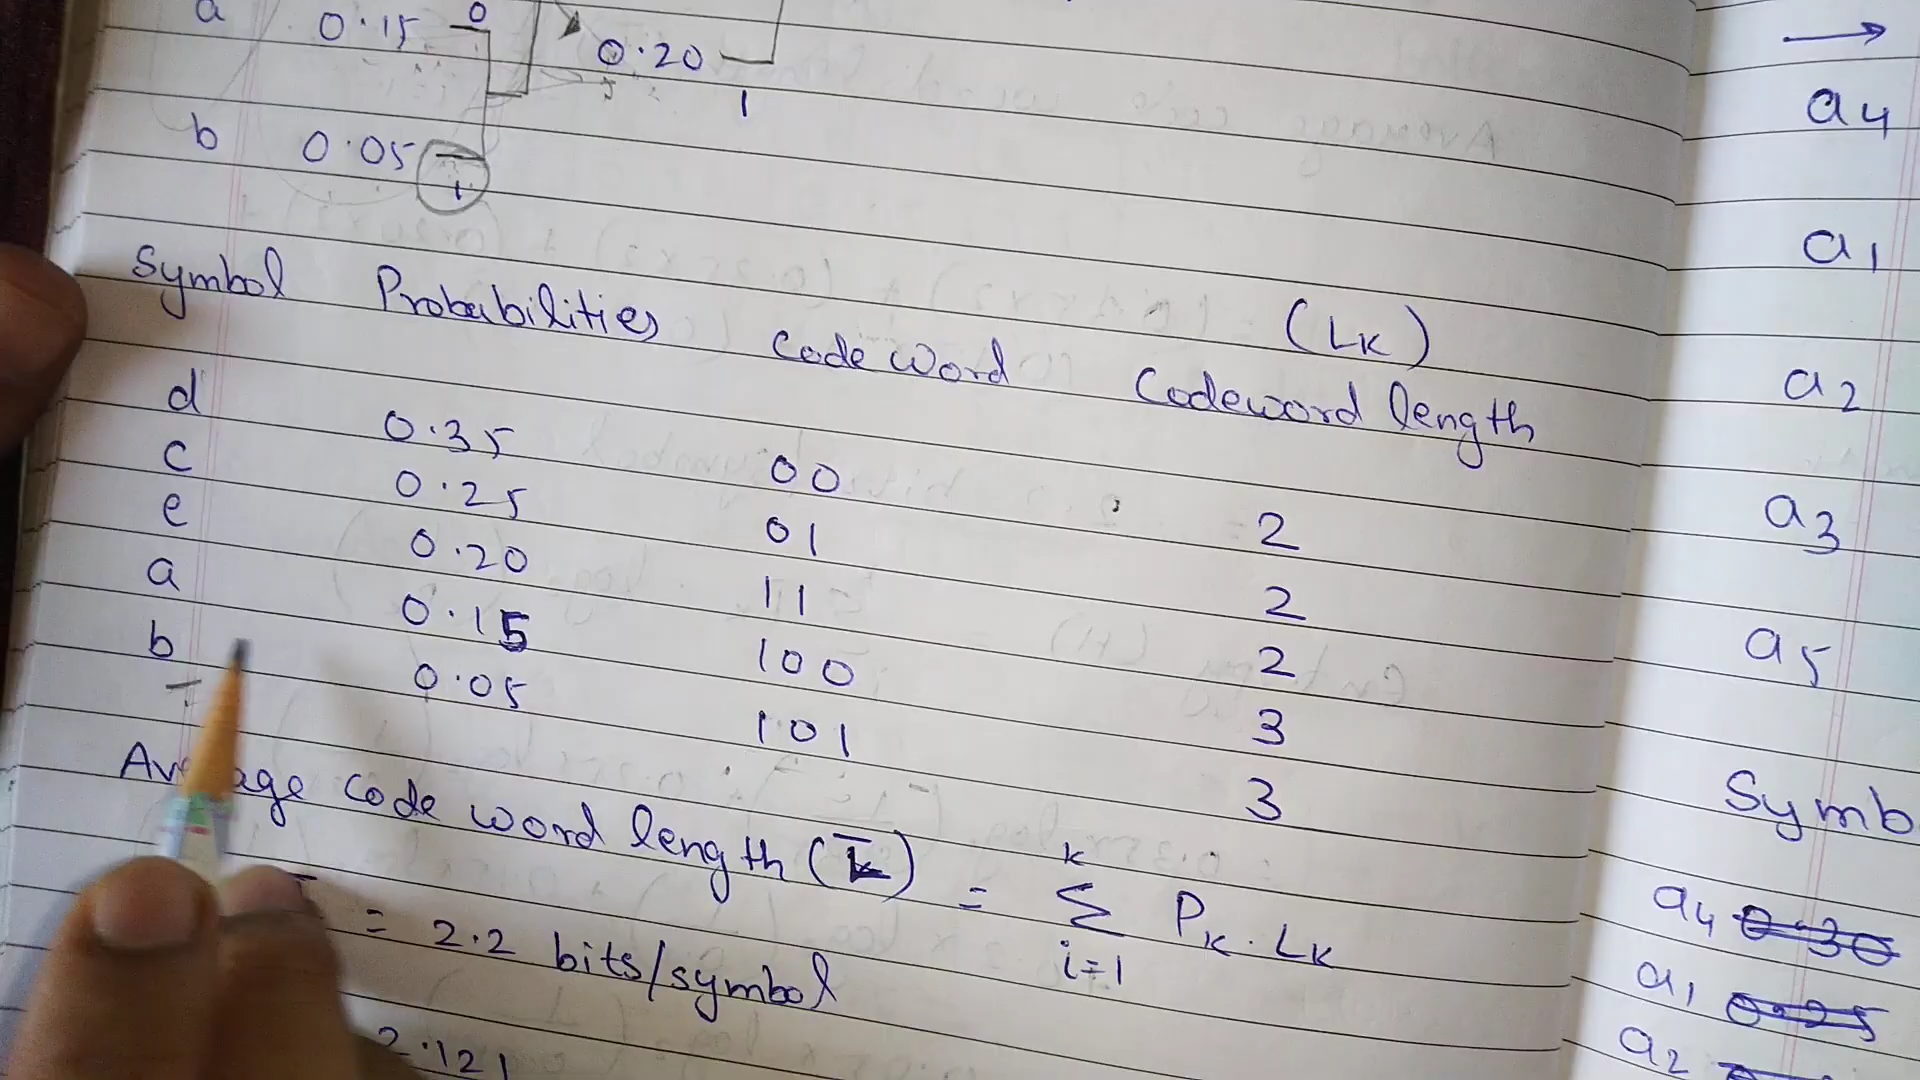 a 0.15 0
0.20
1
b 0.05 1
Symbol Probabilities Code Word Codeword length (LK)
d 0.35 00 2
c 0.25 01 2
e 0.20 11 2
a 0.15 100 3
b 0.05 101 3
Average Code word length (L) = K Σ i=1 PK . LK
= 2.2 bits/symbol
2.121
→
a4
a1
a2
a3
a5
Symb
a4 0.30
a1 0.25
a2